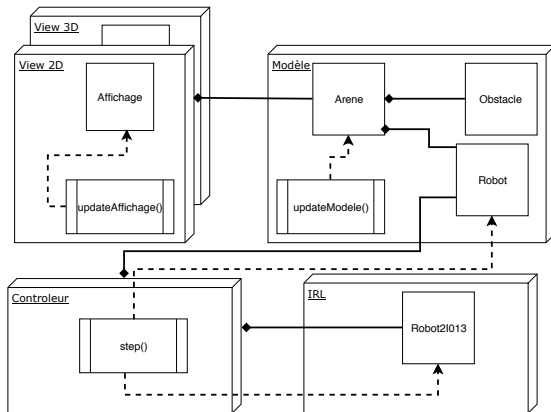 View 3D
View 2D
Affichage
updateAffichage()
Modèle
Arene
Obstacle
updateModele()
Robot
Controleur
step()
IRL
Robot2I013